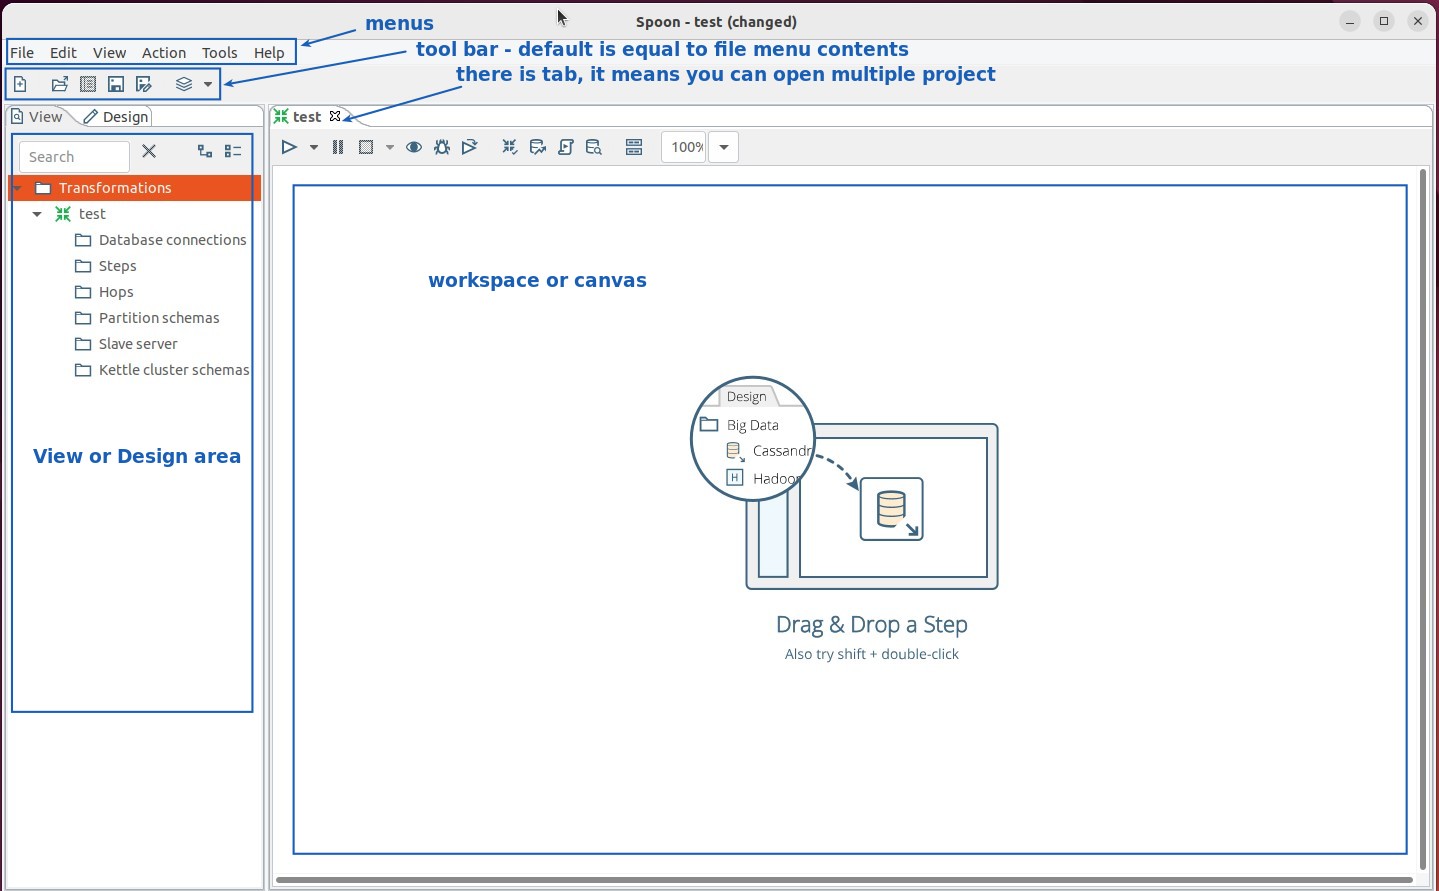 Spoon - test (changed)
menus
File Edit View Action Tools Help
tool bar - default is equal to file menu contents
there is tab, it means you can open multiple project
View Design
test
Search
100%
Transformations
test
Database connections
Steps
Hops
Partition schemas
Slave server
Kettle cluster schemas
View or Design area
workspace or canvas
Design
Big Data
Cassandr
Hadoop
H
Drag & Drop a Step
Also try shift + double-click